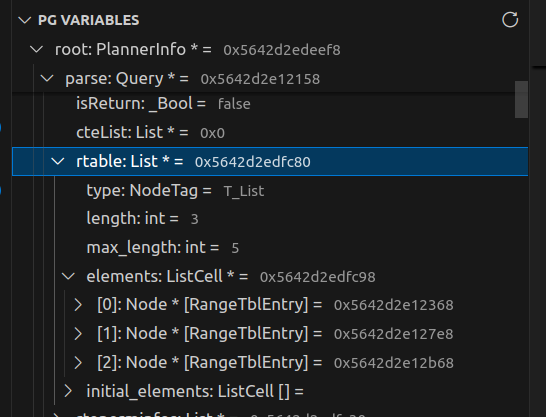 PG VARIABLES
root: PlannerInfo * = 0x5642d2edeef8
parse: Query * = 0x5642d2e12158
isReturn: _Bool = false
cteList: List * = 0x0
rtable: List * = 0x5642d2edfc80
type: NodeTag = T_List
length: int = 3
max_length: int = 5
elements: ListCell * = 0x5642d2edfc98
[0]: Node * [RangeTblEntry] = 0x5642d2e12368
[1]: Node * [RangeTblEntry] = 0x5642d2e127e8
[2]: Node * [RangeTblEntry] = 0x5642d2e12b68
initial_elements: ListCell [] =